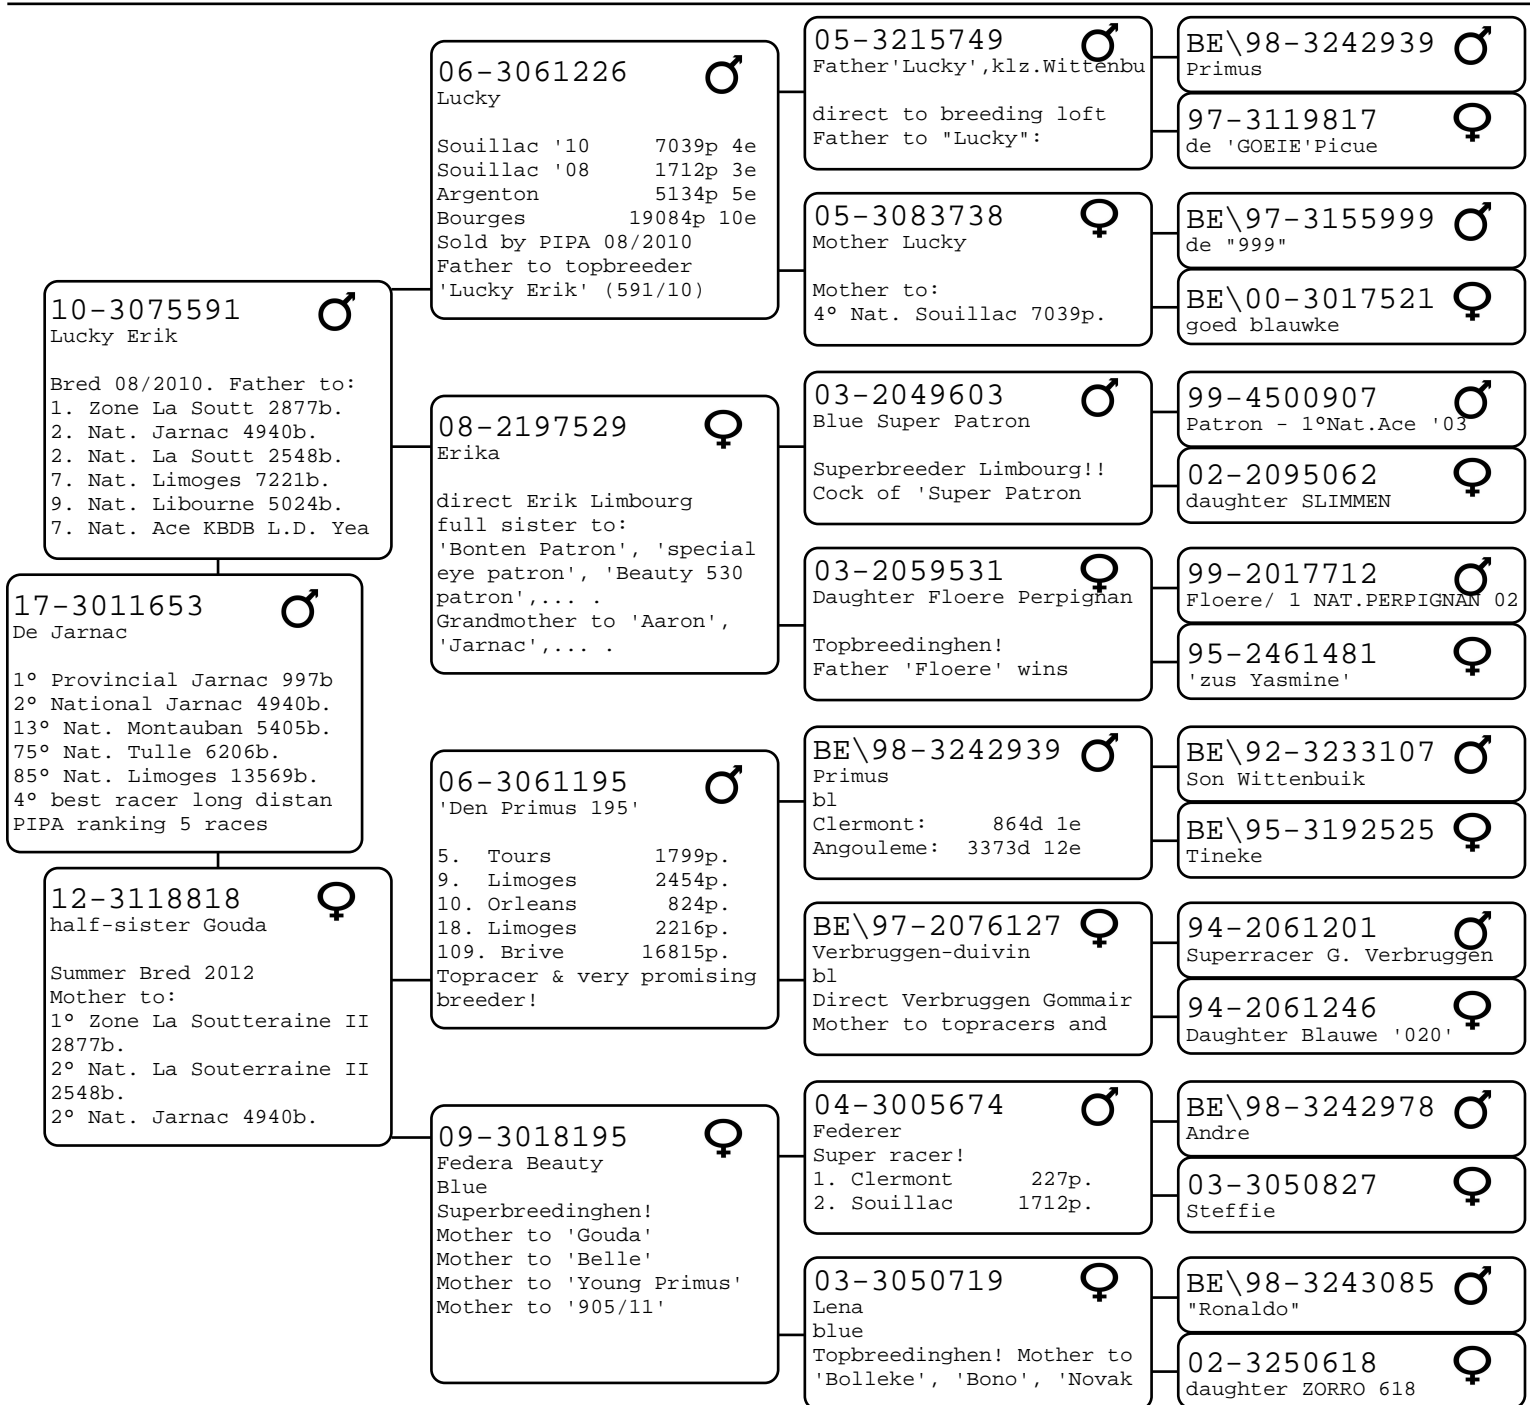 10-3075591
Lucky Erik
Bred 08/2010. Father to:
1. Zone La Soutt 2877b.
2. Nat. Jarnac 4940b.
2. Nat. La Soutt 2548b.
7. Nat. Limoges 7221b.
9. Nat. Libourne 5024b.
7. Nat. Ace KBDB L.D. Yea
17-3011653
De Jarnac
1º Provincial Jarnac 997b
2º National Jarnac 4940b.
13º Nat. Montauban 5405b.
75º Nat. Tulle 6206b.
85º Nat. Limoges 13569b.
4º best racer long distan
PIPA ranking 5 races
12-3118818
half-sister Gouda
Summer Bred 2012
Mother to:
1º Zone La Soutteraine II
2877b.
2º Nat. La Souterraine II
2548b.
2º Nat. Jarnac 4940b.
06-3061226
Lucky
Souillac '10 7039p 4e
Souillac '08 1712p 3e
Argenton 5134p 5e
Bourges 19084p 10e
Sold by PIPA 08/2010
Father to topbreeder
'Lucky Erik' (591/10)
08-2197529
Erika
direct Erik Limbourg
full sister to:
'Bonten Patron', 'special
eye patron', 'Beauty 530
patron',... .
Grandmother to 'Aaron',
'Jarnac',... .
06-3061195
'Den Primus 195'
5. Tours 1799p.
9. Limoges 2454p.
10. Orleans 824p.
18. Limoges 2216p.
109. Brive 16815p.
Topracer & very promising
breeder!
09-3018195
Federa Beauty
Blue
Superbreedinghen!
Mother to 'Gouda'
Mother to 'Belle'
Mother to 'Young Primus'
Mother to '905/11'
05-3215749
Father'Lucky',klz.Wittenbu
direct to breeding loft
Father to "Lucky":
05-3083738
Mother Lucky
Mother to:
4º Nat. Souillac 7039p.
03-2049603
Blue Super Patron
Superbreeder Limbourg!!
Cock of 'Super Patron
03-2059531
Daughter Floere Perpignan
Topbreedinghen!
Father 'Floere' wins
BE\98-3242939
Primus
bl
Clermont: 864d 1e
Angouleme: 3373d 12e
BE\97-2076127
Verbruggen-duivin
bl
Direct Verbruggen Gommair
Mother to topracers and
04-3005674
Federer
Super racer!
1. Clermont 227p.
2. Souillac 1712p.
03-3050719
Lena
blue
Topbreedinghen! Mother to
'Bolleke', 'Bono', 'Novak
BE\98-3242939
Primus
97-3119817
de 'GOEIE'Picue
BE\97-3155999
de "999"
BE\00-3017521
goed blauwke
99-4500907
Patron - 1ºNat.Ace '03
02-2095062
daughter SLIMMEN
99-2017712
Floere/ 1 NAT.PERPIGNAN 02
95-2461481
'zus Yasmine'
BE\92-3233107
Son Wittenbuik
BE\95-3192525
Tineke
94-2061201
Superracer G. Verbruggen
94-2061246
Daughter Blauwe '020'
BE\98-3242978
Andre
03-3050827
Steffie
BE\98-3243085
"Ronaldo"
02-3250618
daughter ZORRO 618